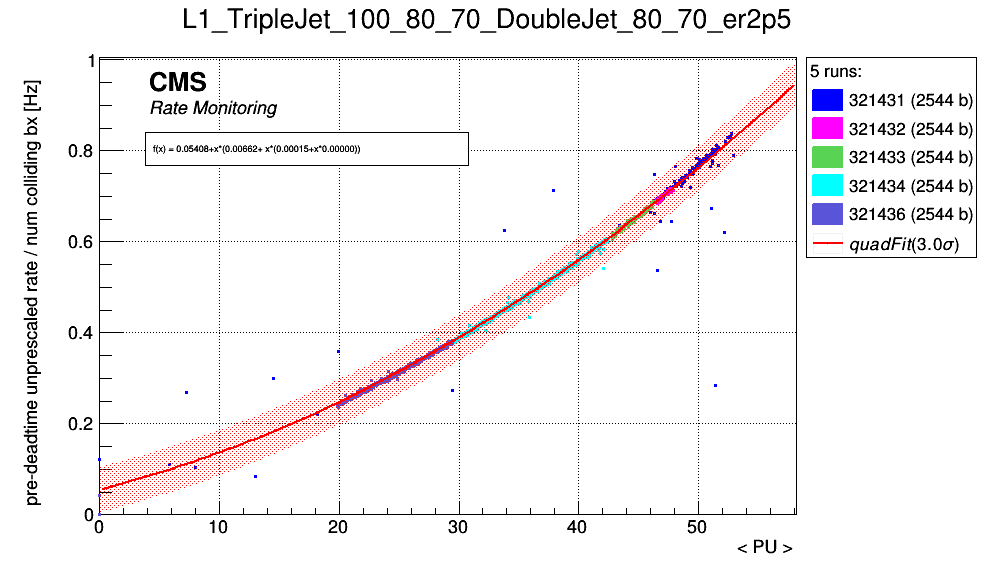 L1_TripleJet_100_80_70_DoubleJet_80_70_er2p5
pre-deadtime unprescaled rate / num colliding bx [Hz]
1
0.8
0.6
0.4
0.2
0
CMS
Rate Monitoring
f(x) = 0.05408+x*(0.00662+ x*(0.00015+x*0.00000))
0 10 20 30 40 50
< PU >
5 runs:
321431 (2544 b)
321432 (2544 b)
321433 (2544 b)
321434 (2544 b)
321436 (2544 b)
quadFit(3.0σ)